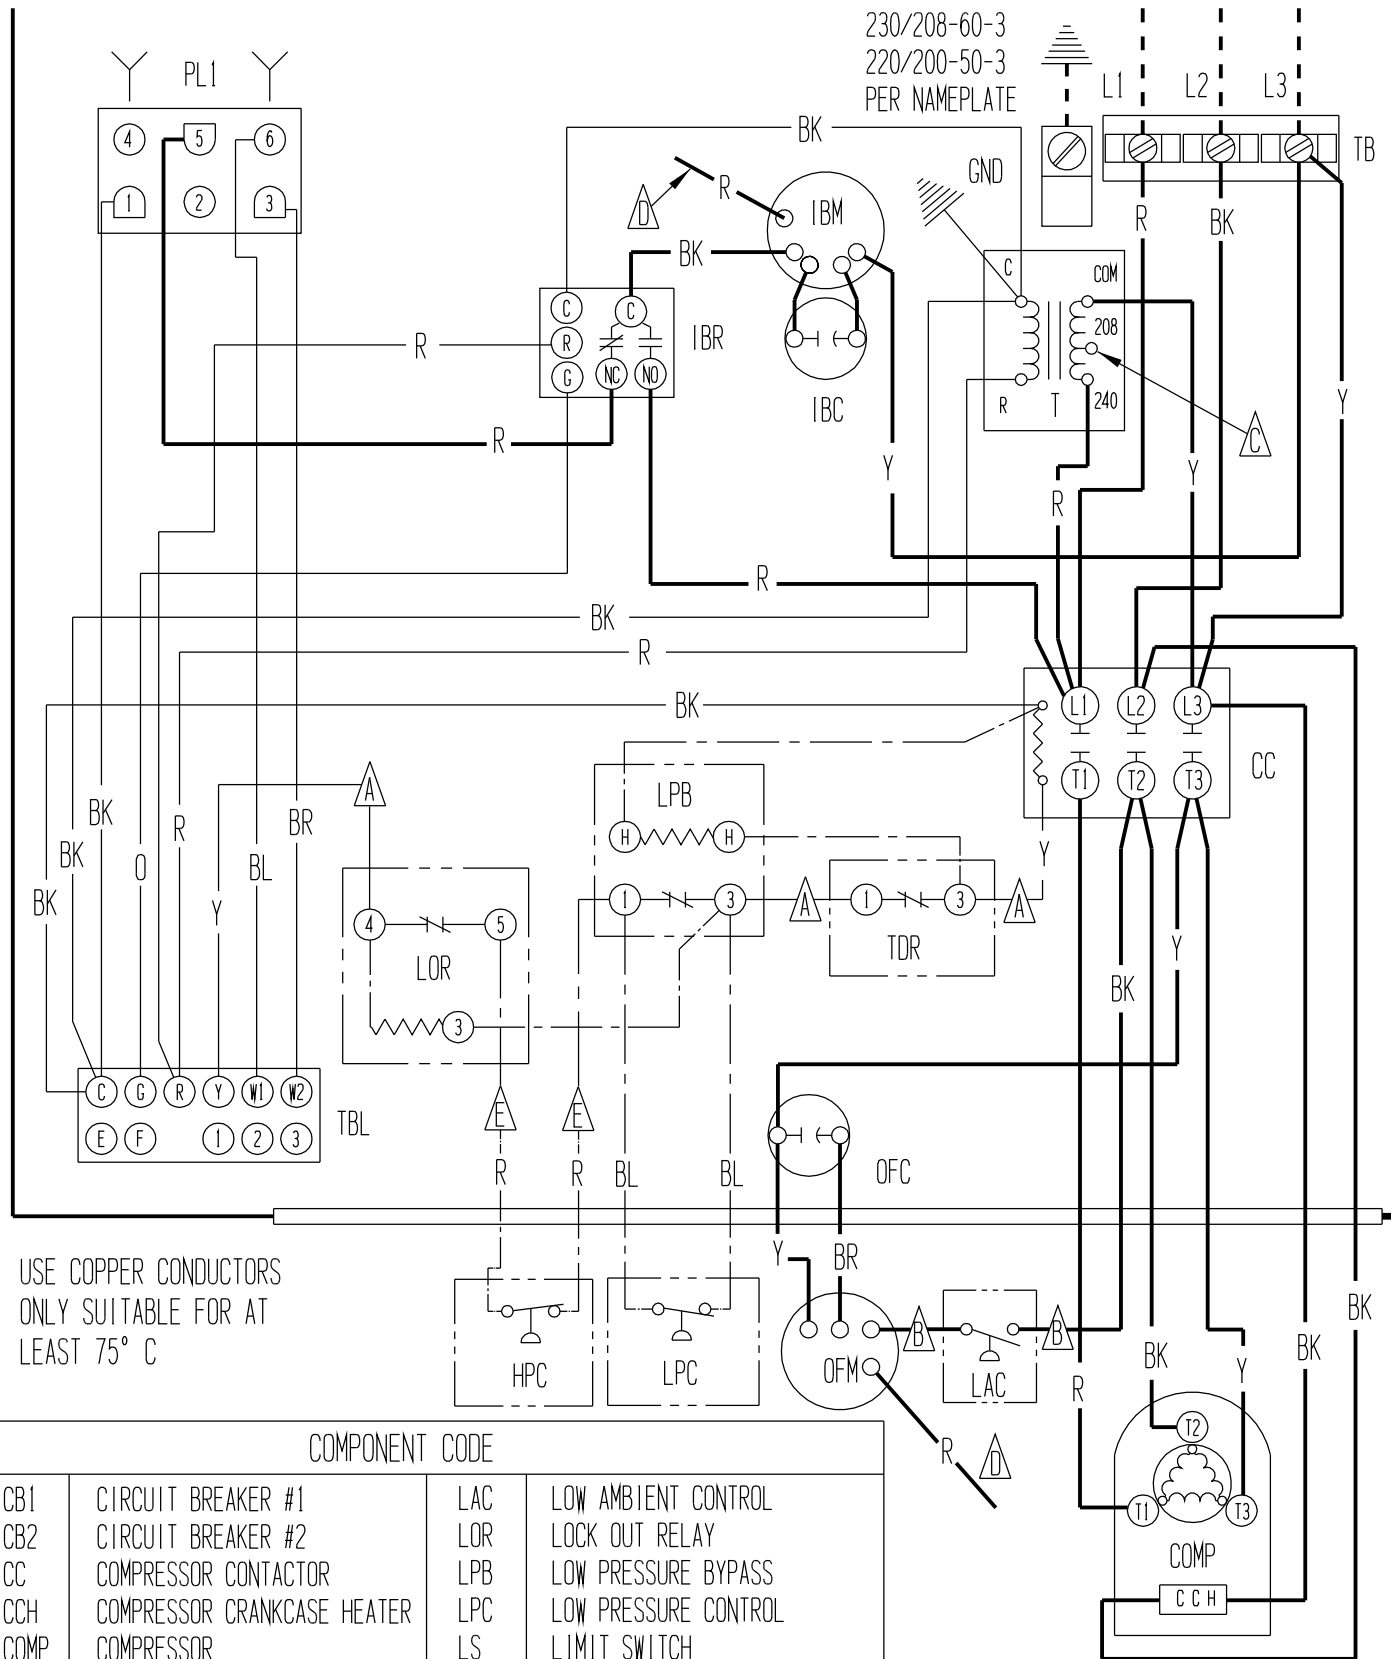 230/208-60-3
220/200-50-3
PER NAMEPLATE
L1 L2 L3
PL1
4 5 6
1 2 3
TB
BK
GND
R
D
IBM
R BK
BK
C
COM
C C
R
IBR
208
R
G NC NO
IBC
R T 240
C
Y
R
Y
Y
R
R
BK
R
BK
L1 L2 L3
CC
T1 T2 T3
A
LPB
H H
BK
R
BR
Y
BK
O
BL
BK
Y
1 3
A
1 3
A
TDR
4 5
LOR
Y
BK
3
C G R Y W1 W2
E F 1 2 3
TBL
E E
OFC
R R BL BL
Y BR
USE COPPER CONDUCTORS
ONLY SUITABLE FOR AT
LEAST 75° C
HPC
LPC
OFM
B
LAC
B
BK
BK
BK
Y
R
R
D
T2
T1 T3
COMP
CCH
COMPONENT CODE
CB1 CIRCUIT BREAKER #1 LAC LOW AMBIENT CONTROL
CB2 CIRCUIT BREAKER #2 LOR LOCK OUT RELAY
CC COMPRESSOR CONTACTOR LPB LOW PRESSURE BYPASS
CCH COMPRESSOR CRANKCASE HEATER LPC LOW PRESSURE CONTROL
COMP COMPRESSOR LS LIMIT SWITCH